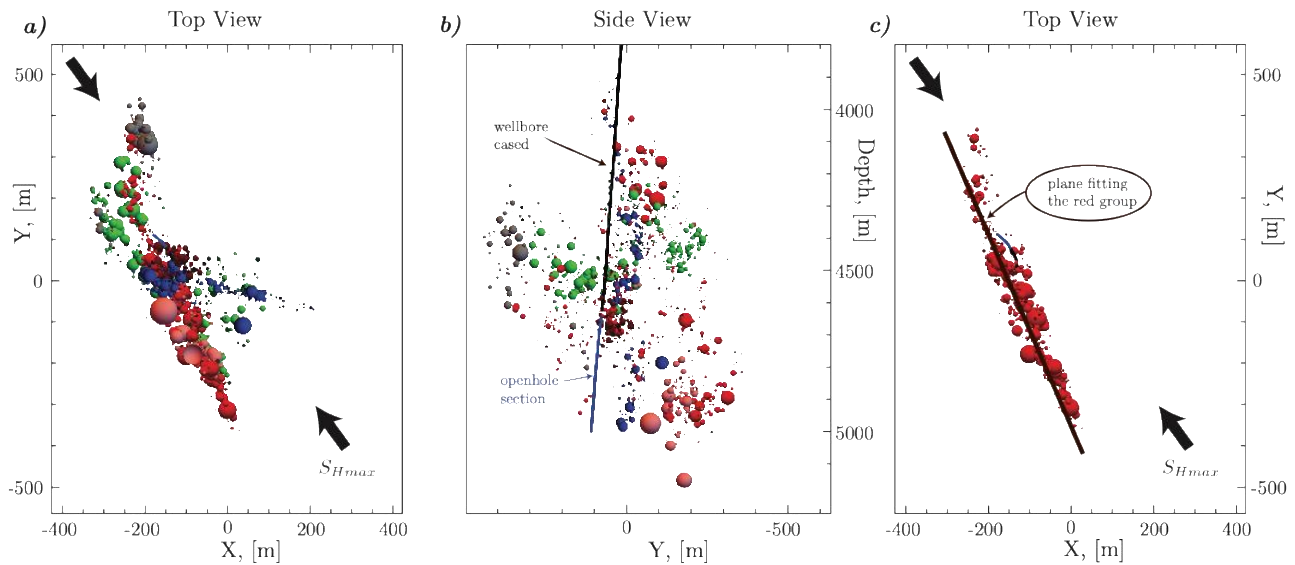 a)
Top View
500
0
-500
Y, [m]
-400
-200
0
200
400
X, [m]
S_Hmax
b)
Side View
wellbore
cased
openhole
section
4000
4500
5000
Depth, [m]
0
-500
Y, [m]
c)
Top View
plane fitting
the red group
500
0
-500
Y, [m]
-400
-200
0
200
400
X, [m]
S_Hmax